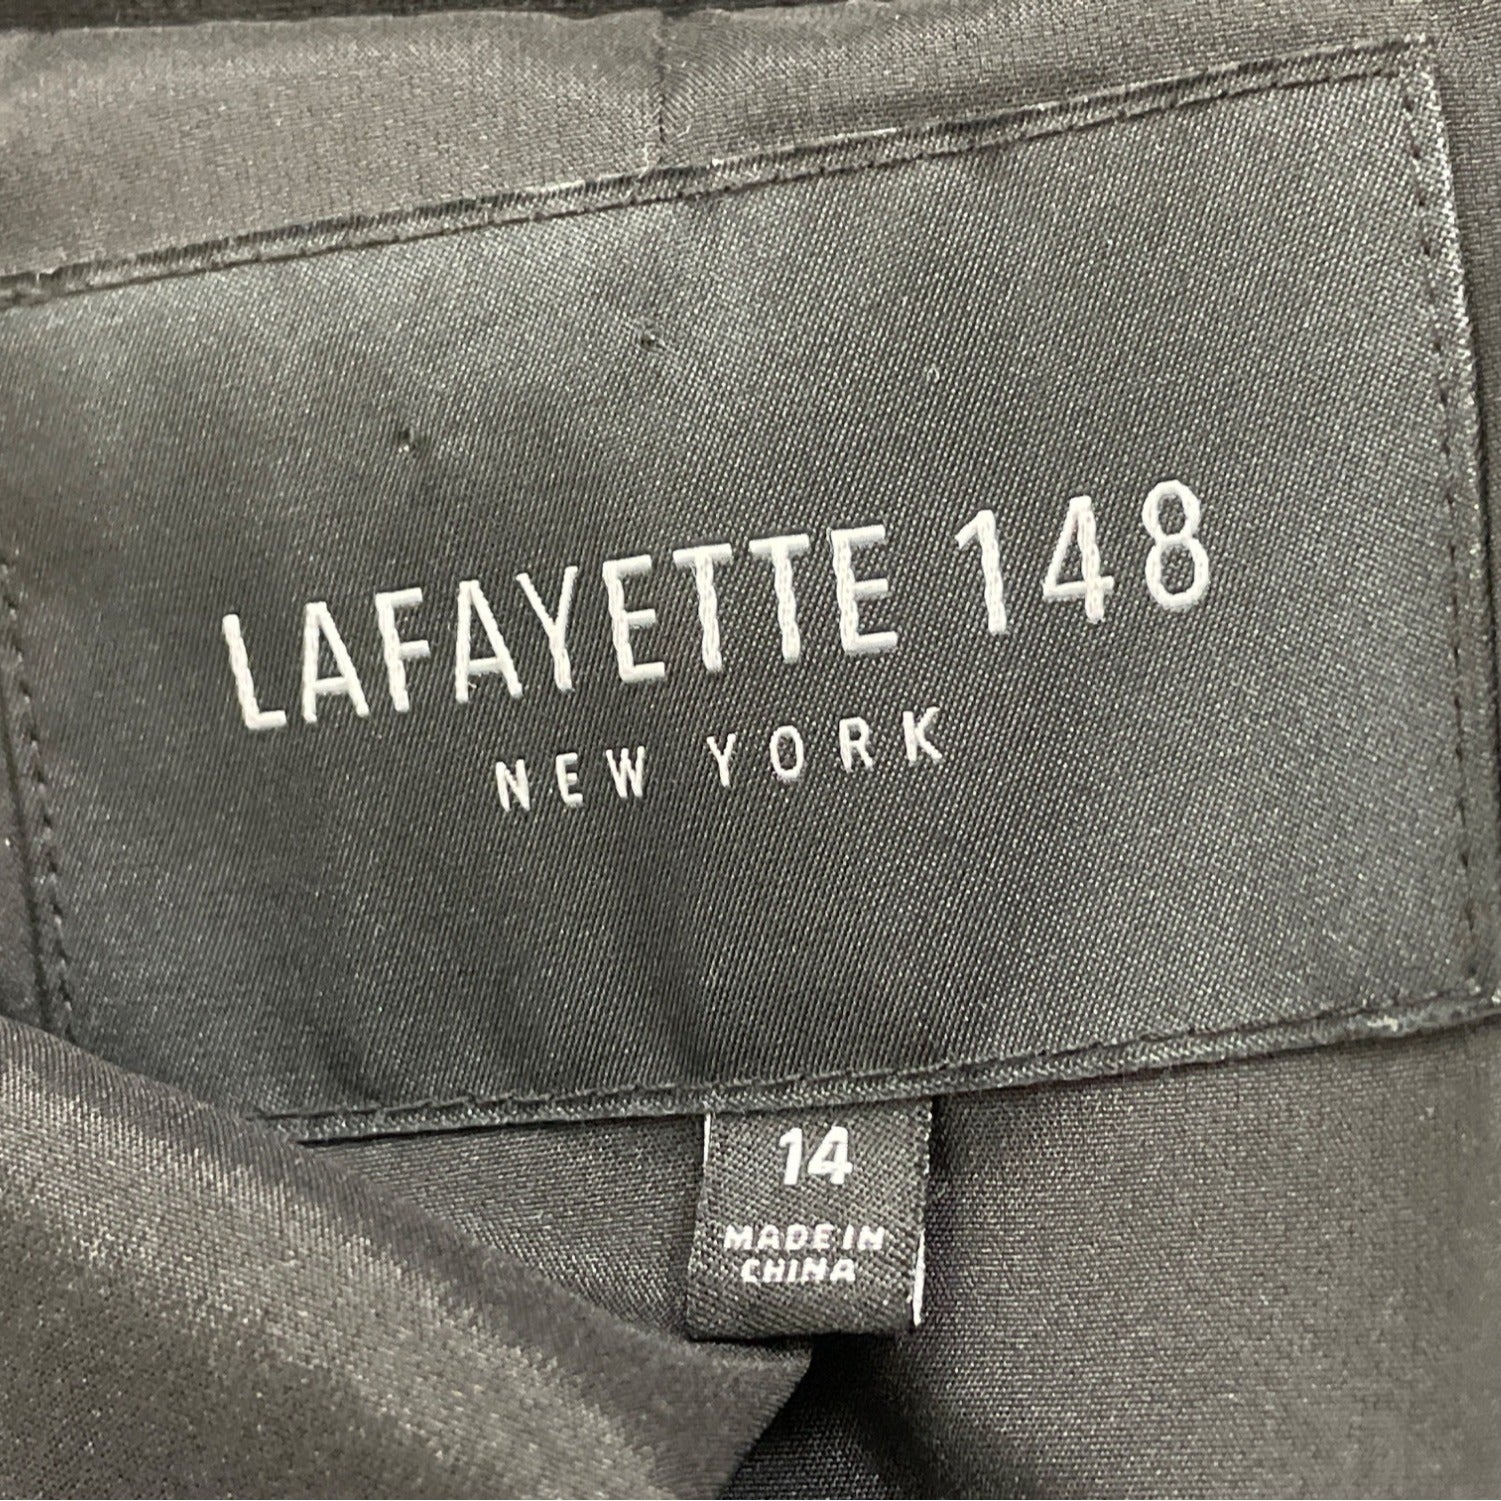 LAFAYETTE 148
NEW YORK
14
MADE IN
CHINA